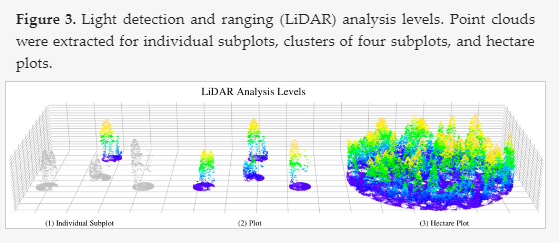 Figure 3. Light detection and ranging (LiDAR) analysis levels. Point clouds
were extracted for individual subplots, clusters of four subplots, and hectare
plots.
LiDAR Analysis Levels
(1) Individual Subplot
(2) Plot
(3) Hectare Plot